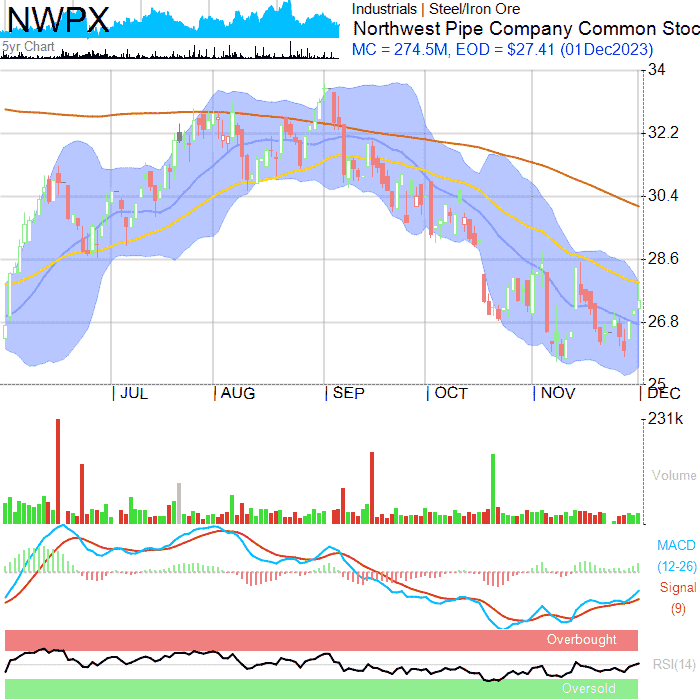 NWPX
Industrials | Steel/Iron Ore
Northwest Pipe Company Common Stoc
5yr Chart
MC = 274.5M, EOD = $27.41 (01Dec2023)
34
32.2
30.4
28.6
26.8
25
JUL AUG SEP OCT NOV DEC
231k
Volume
MACD
(12-26)
Signal
(9)
Overbought
RSI(14)
Oversold